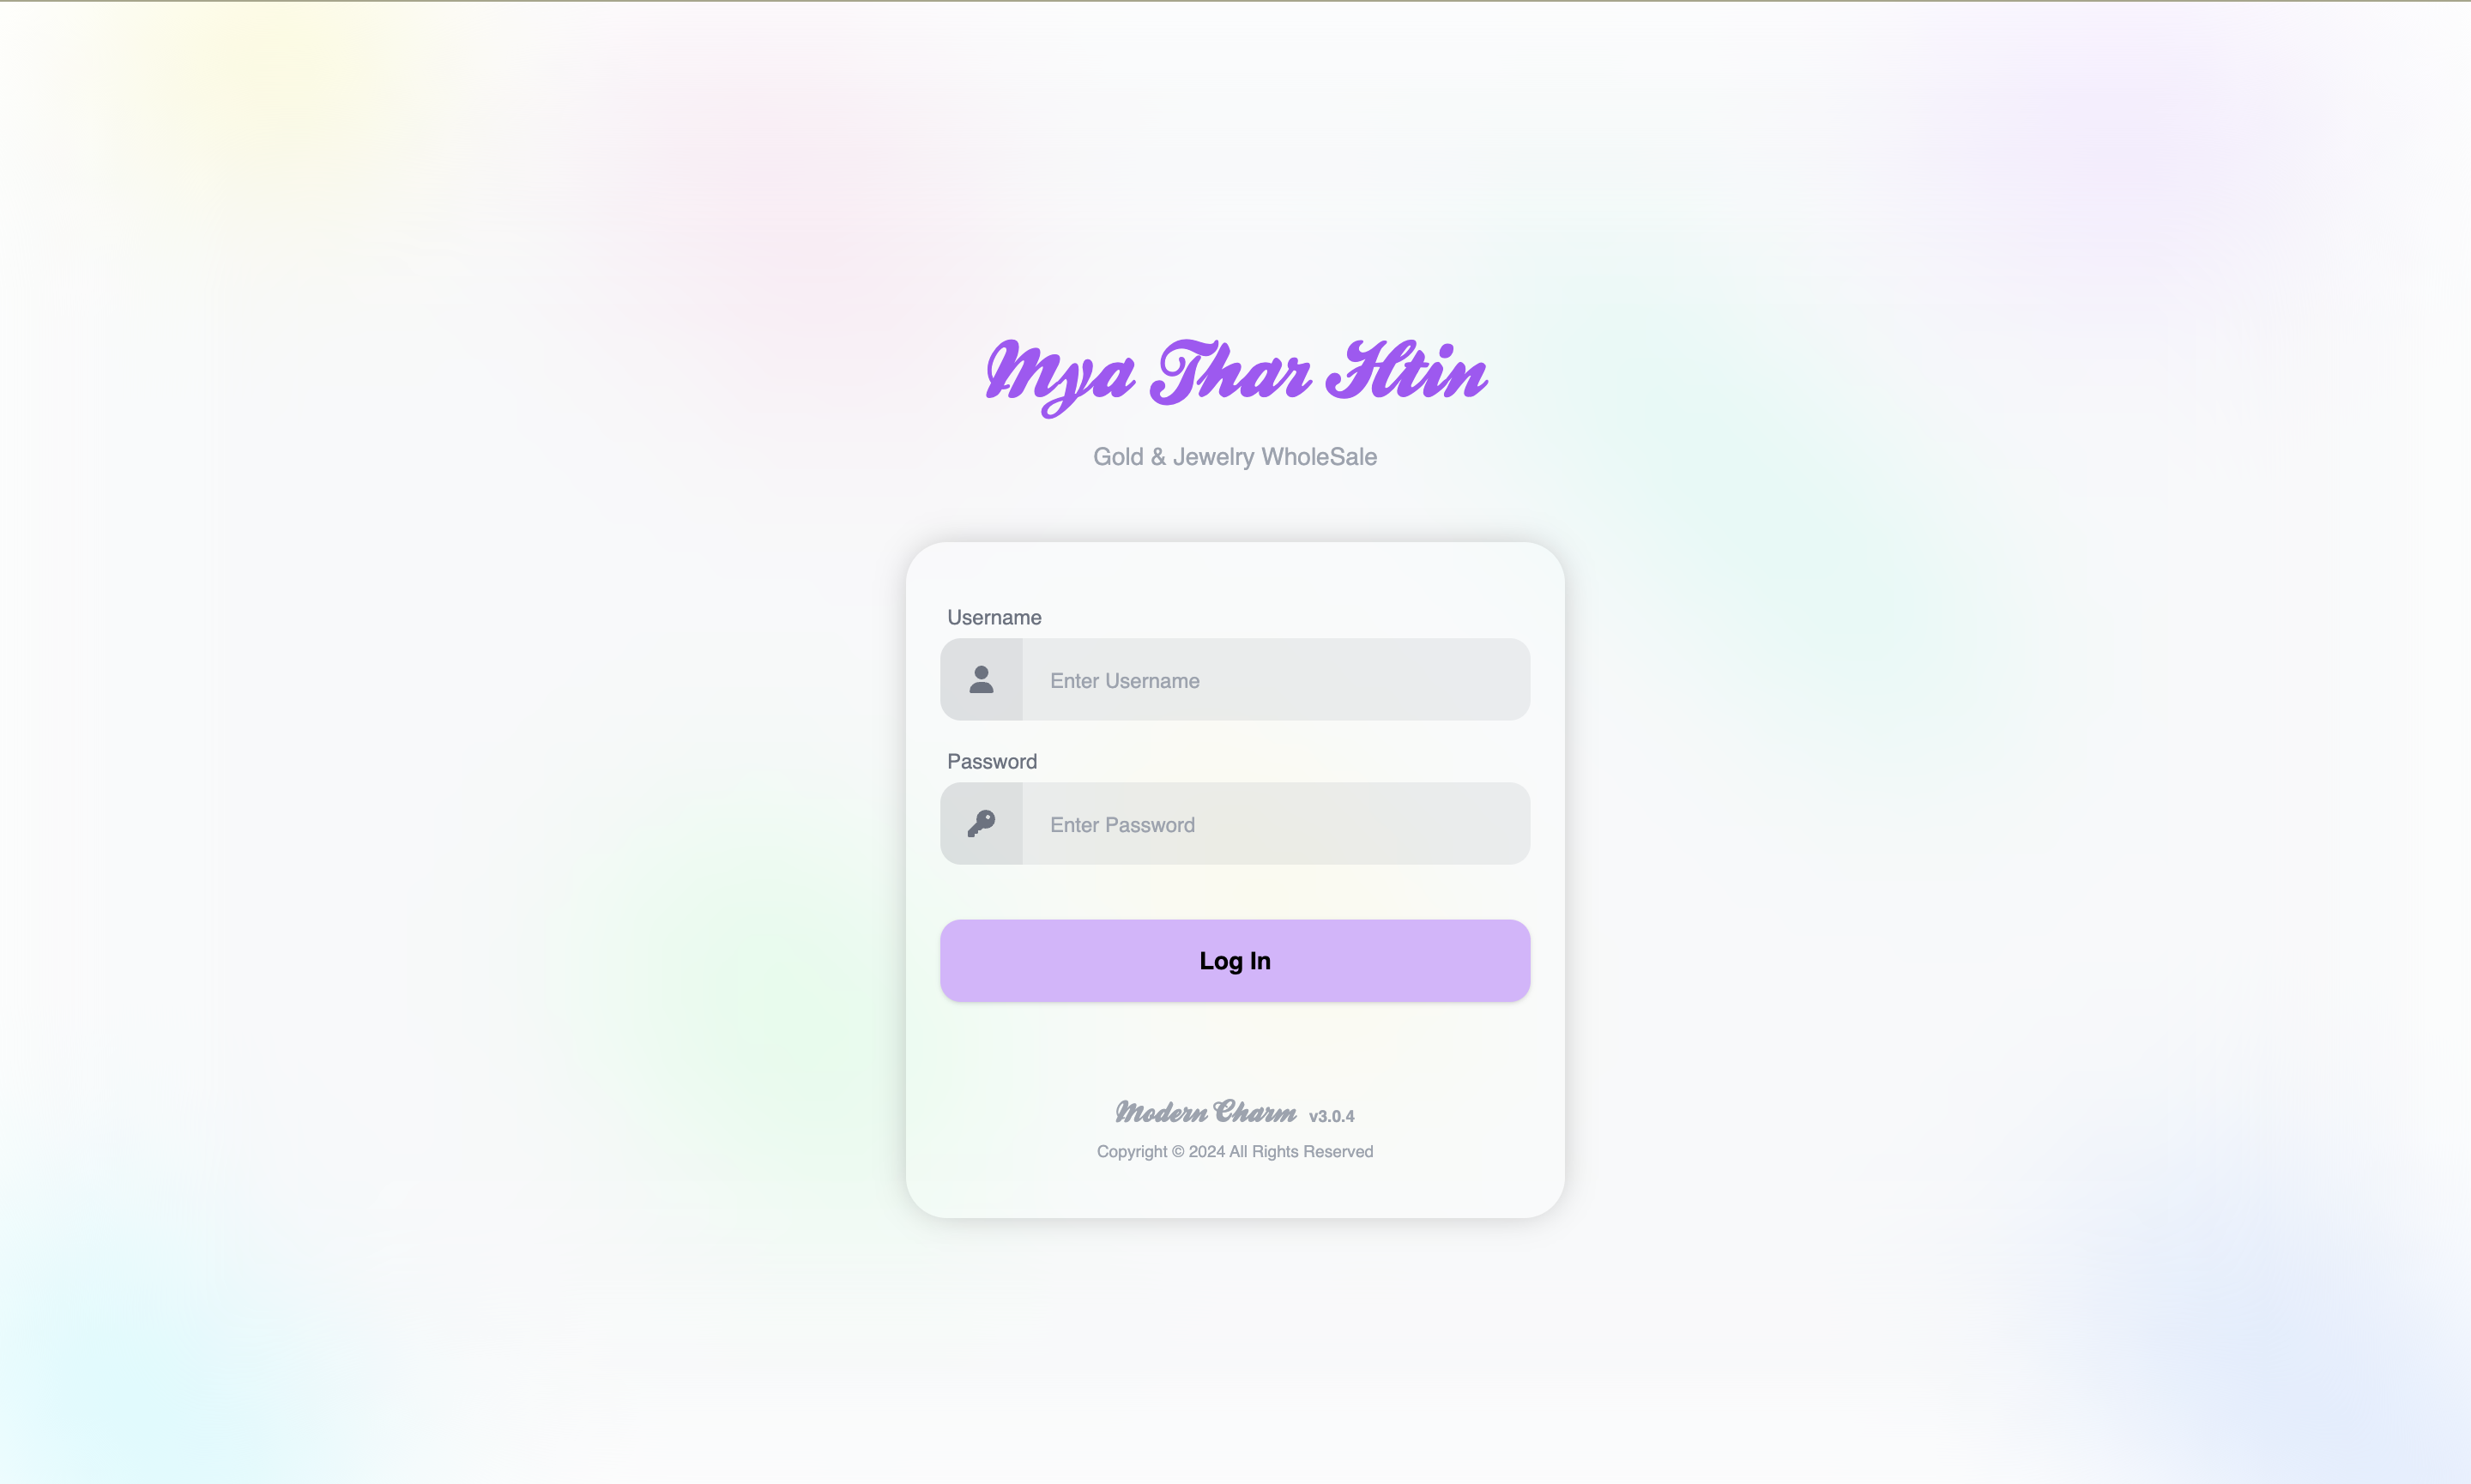 Mya Thar Htin
Gold & Jewelry WholeSale
Username
Enter Username
Password
Enter Password
Log In
Modern Charm v3.0.4
Copyright © 2024 All Rights Reserved